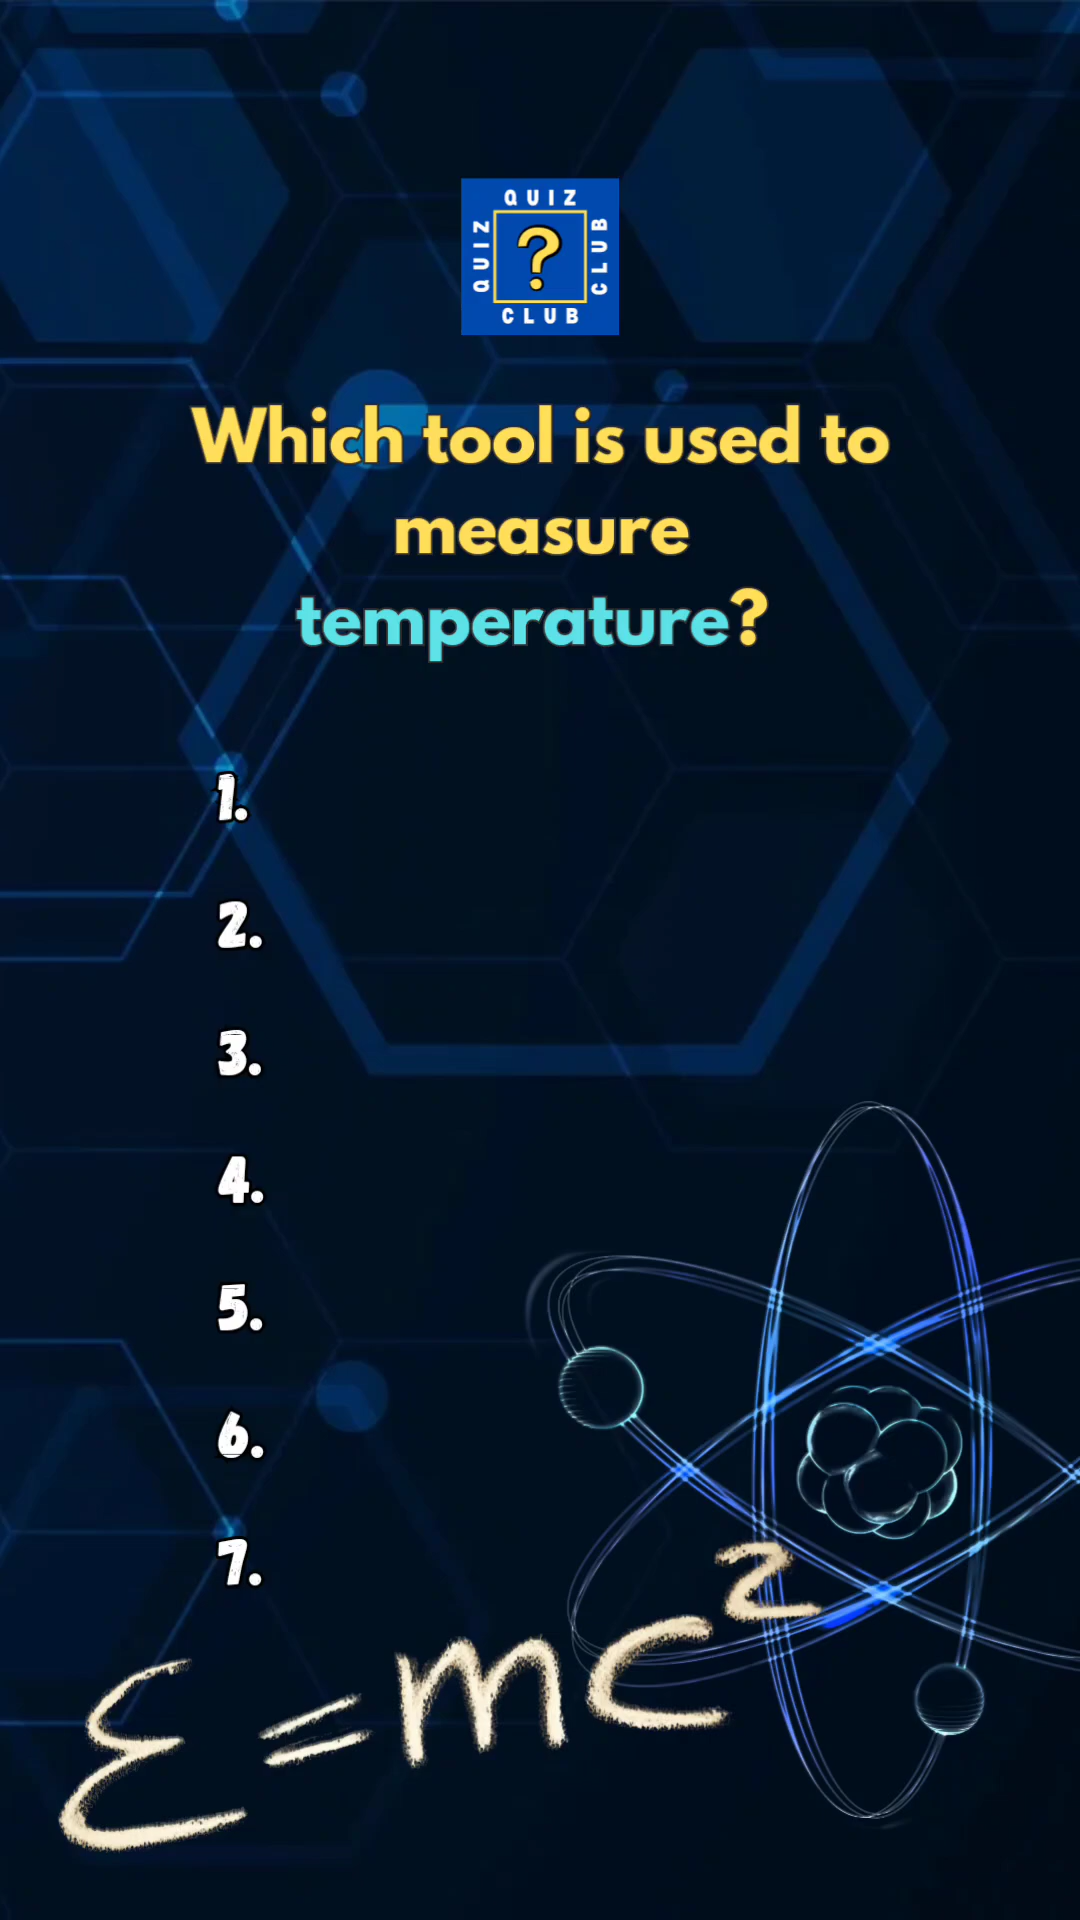 QUIZ
QUIZ
?
CLUB
CLUB
Which tool is used to
measure
temperature?
1.
2.
3.
4.
5.
6.
7.
E=mc²